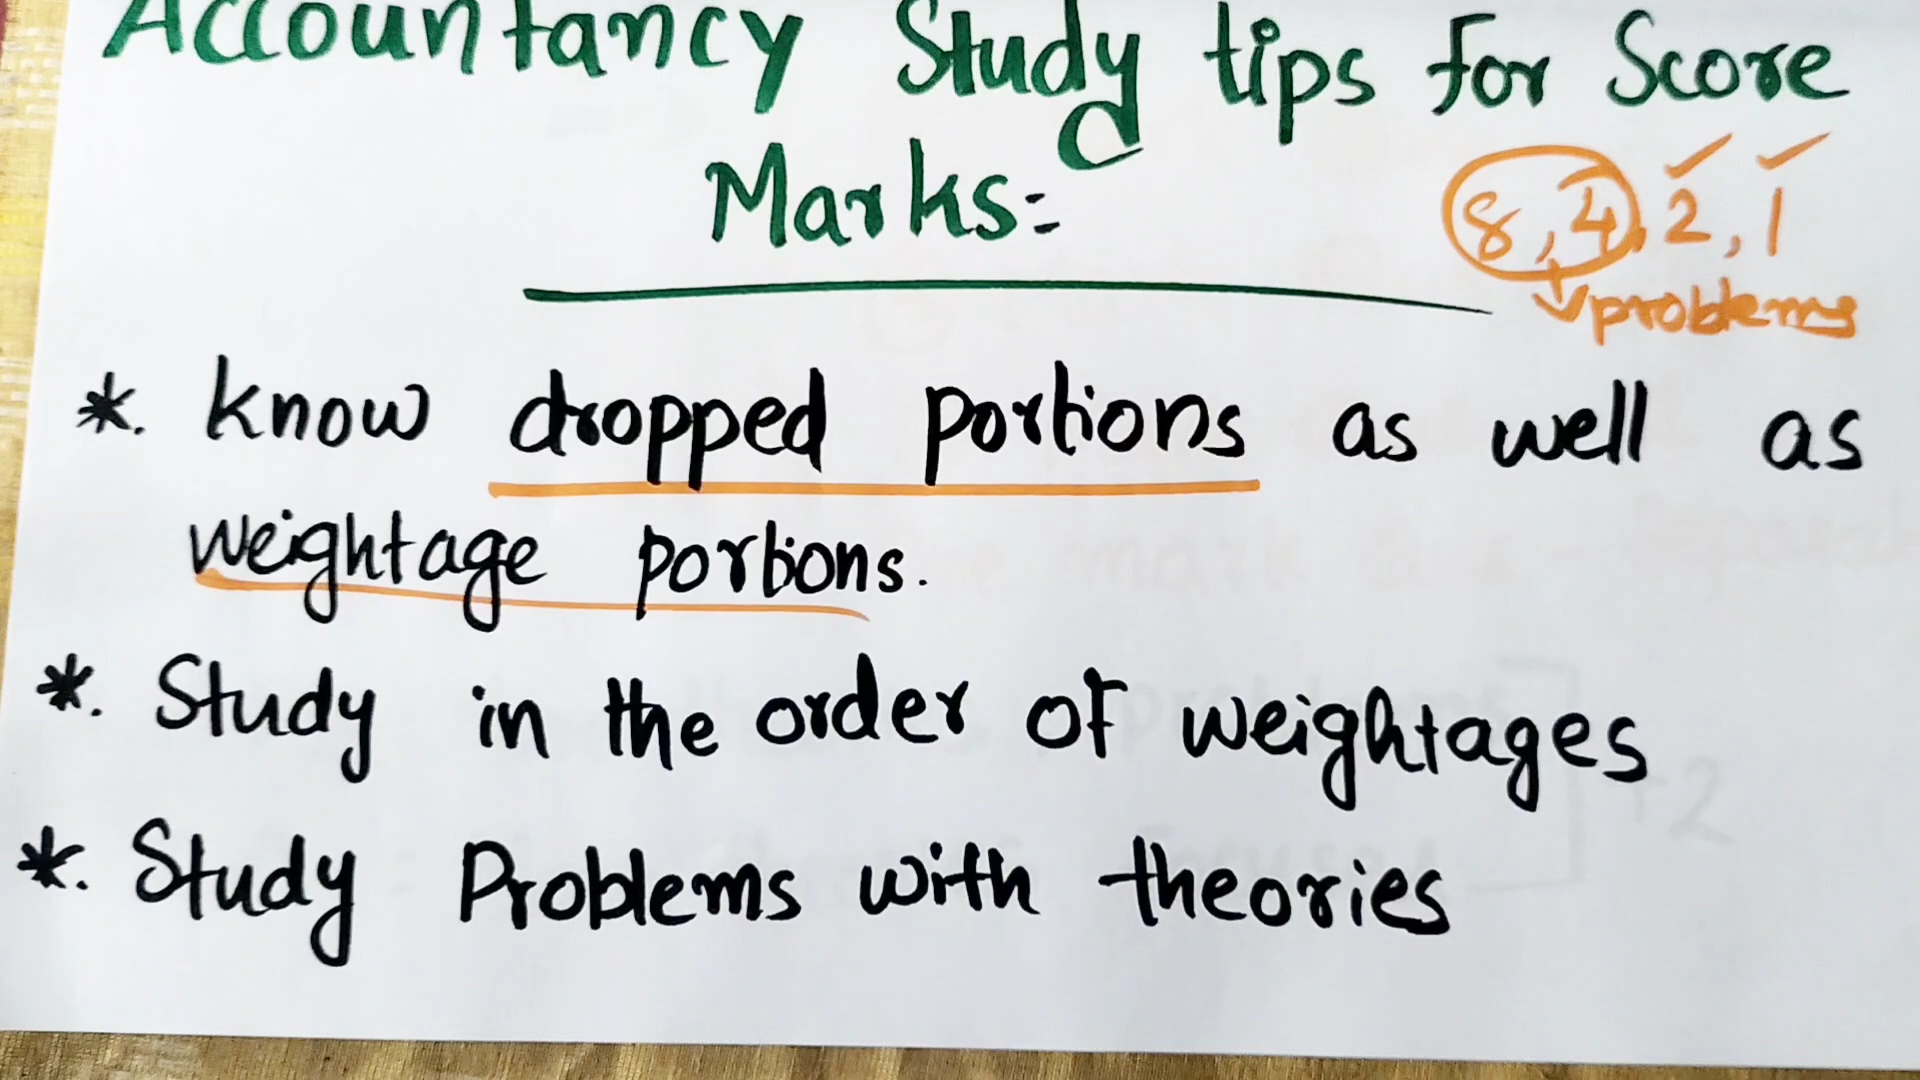 Accountancy Study tips for Score
Marks:-
8, 4, 2, 1
problems
*. know dropped portions as well as
weightage portions.
*. Study in the order of weightages
*. Study Problems with theories